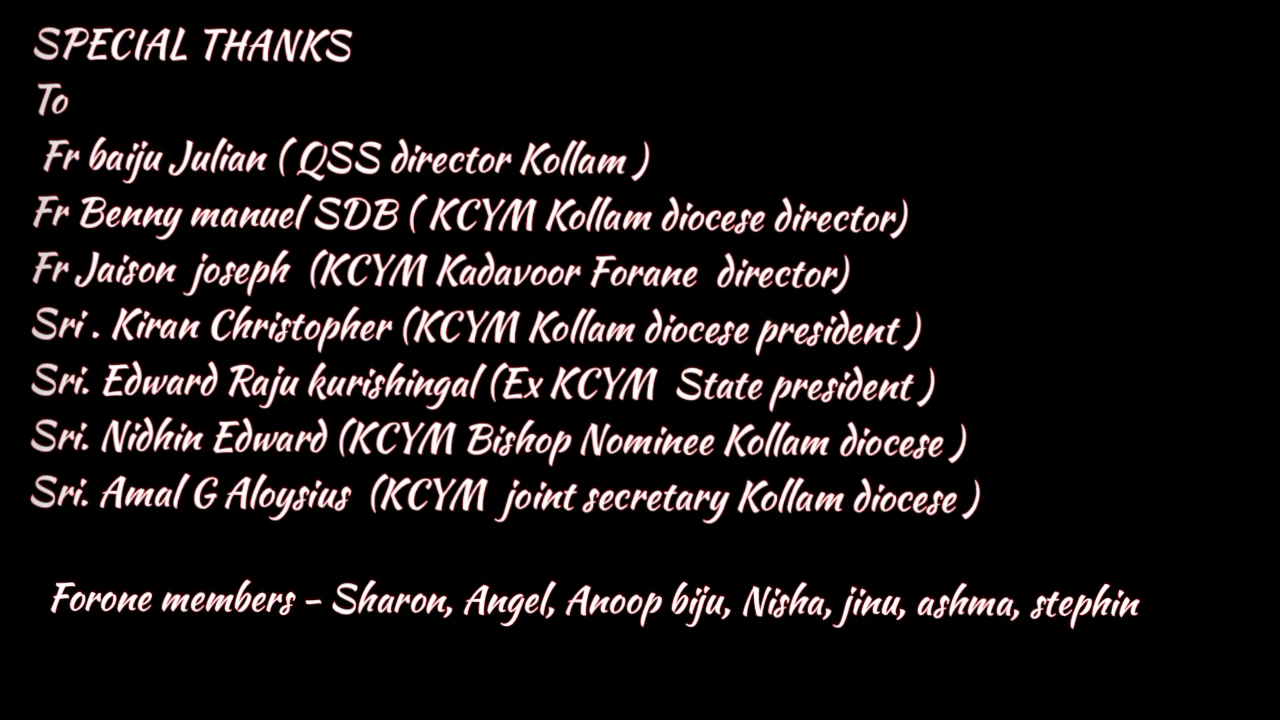 SPECIAL THANKS
To
Fr baiju Julian ( QSS director Kollam )
Fr Benny manuel SDB ( KCYM Kollam diocese director)
Fr Jaison joseph (KCYM Kadavoor Forane director)
Sri . Kiran Christopher (KCYM Kollam diocese president )
Sri. Edward Raju kurishingal (Ex KCYM State president )
Sri. Nidhin Edward (KCYM Bishop Nominee Kollam diocese )
Sri. Amal G Aloysius (KCYM joint secretary Kollam diocese )
Forone members - Sharon, Angel, Anoop biju, Nisha, jinu, ashma, stephin